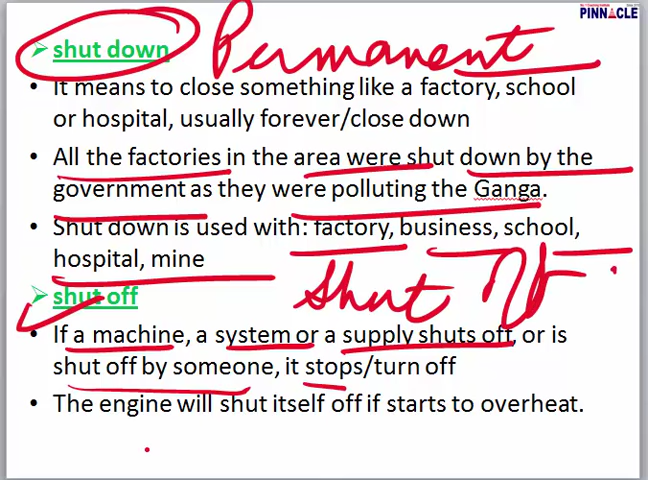 PINNACLE
shut down Permanent
It means to close something like a factory, school
or hospital, usually forever/close down
All the factories in the area were shut down by the
government as they were polluting the Ganga.
Shut down is used with: factory, business, school,
hospital, mine
shut off Shut off
If a machine, a system or a supply shuts off, or is
shut off by someone, it stops/turn off
The engine will shut itself off if starts to overheat.